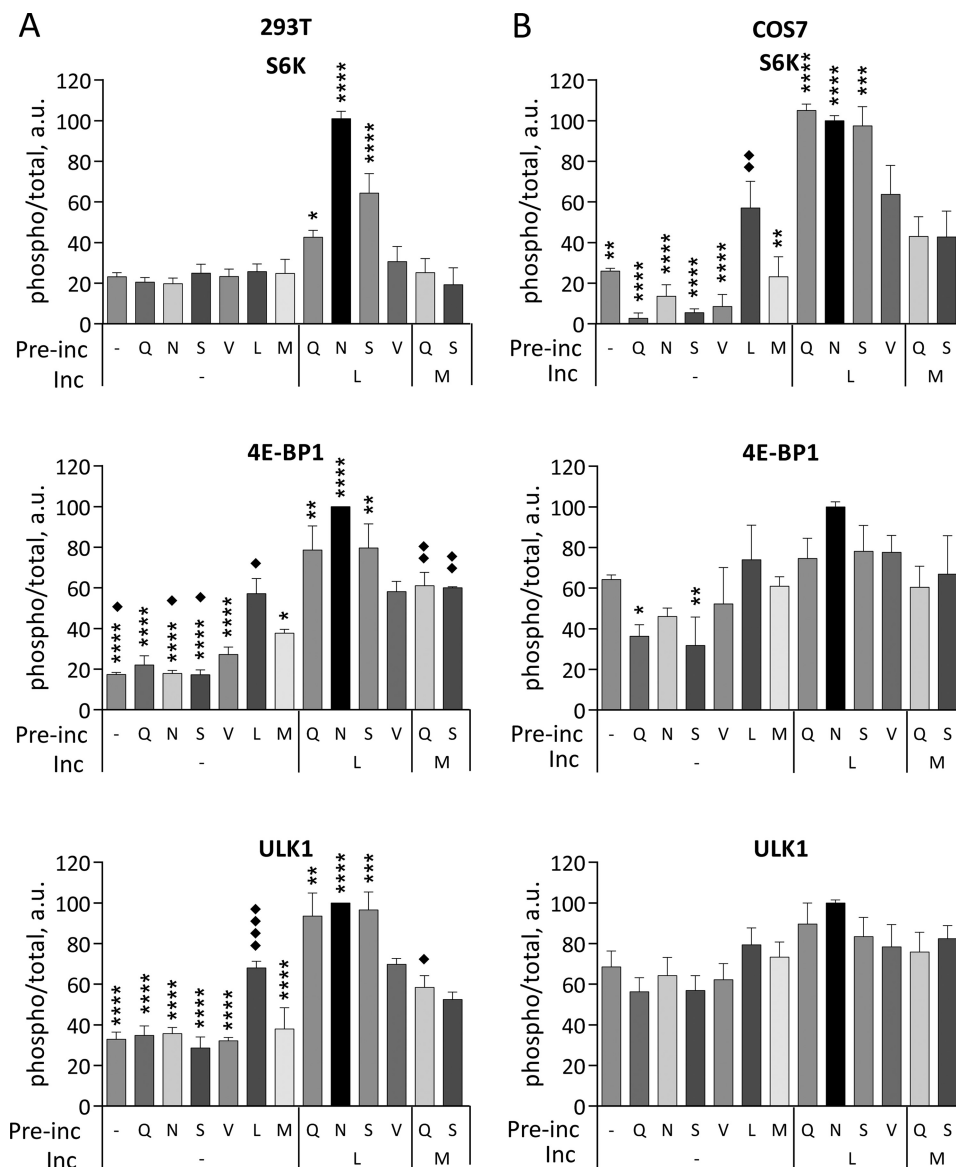 A
293T
S6K
phospho/total, a.u.
120
100
80
60
40
20
0
*
****
****
Pre-inc - Q N S V L M Q N S V Q S
Inc - L M
B
COS7
S6K
phospho/total, a.u.
120
100
80
60
40
20
0
**
****
****
****
****
◆◆
**
****
****
***
Pre-inc - Q N S V L M Q N S V Q S
Inc - L M
4E-BP1
phospho/total, a.u.
120
100
80
60
40
20
0
**** ◆
****
**** ◆
**** ◆
****
◆
*
**
****
**
◆◆
◆◆
Pre-inc - Q N S V L M Q N S V Q S
Inc - L M
4E-BP1
phospho/total, a.u.
120
100
80
60
40
20
0
*
**
Pre-inc - Q N S V L M Q N S V Q S
Inc - L M
ULK1
phospho/total, a.u.
120
100
80
60
40
20
0
****
****
****
****
****
◆◆◆◆
****
**
****
***
◆
Pre-inc - Q N S V L M Q N S V Q S
Inc - L M
ULK1
phospho/total, a.u.
120
100
80
60
40
20
0
Pre-inc - Q N S V L M Q N S V Q S
Inc - L M